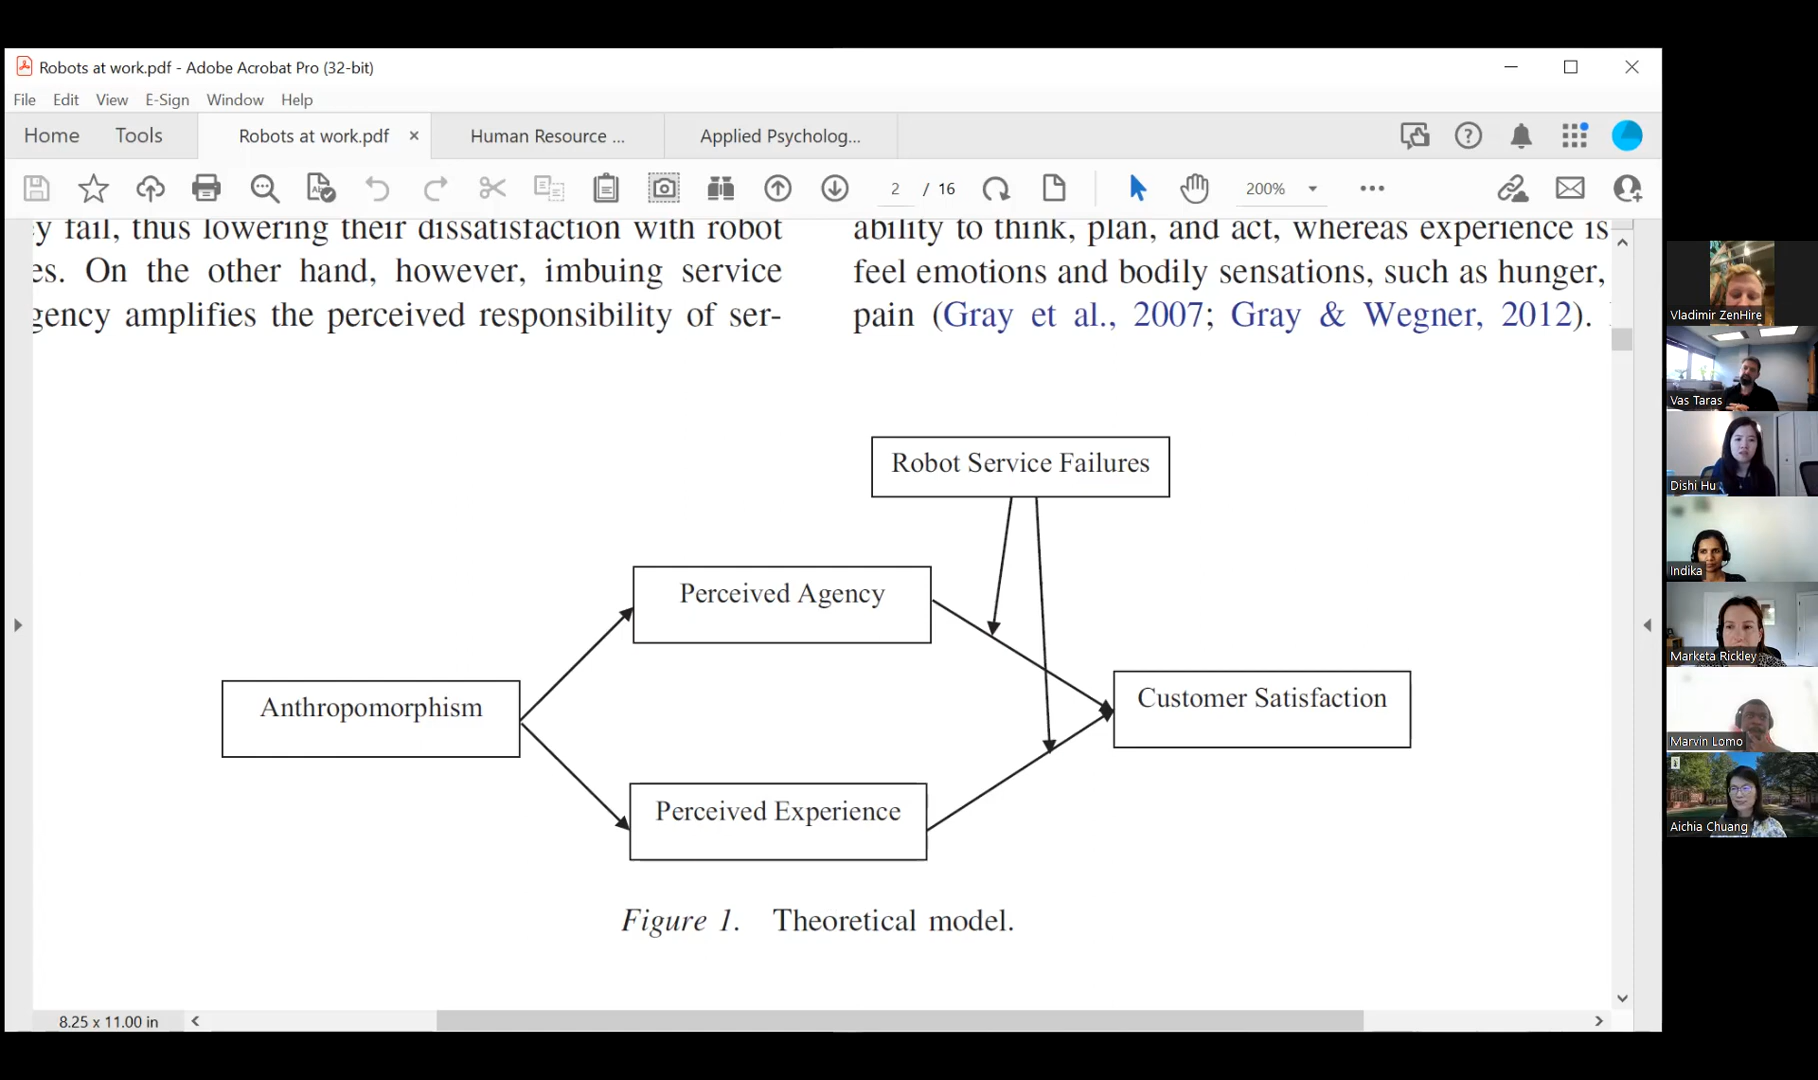 Robots at work.pdf - Adobe Acrobat Pro (32-bit)
File Edit View E-Sign Window Help
Home Tools Robots at work.pdf × Human Resource ... Applied Psycholog...
2 / 16 200%
y fail, thus lowering their dissatisfaction with robot
es. On the other hand, however, imbuing service
gency amplifies the perceived responsibility of ser-
ability to think, plan, and act, whereas experience is
feel emotions and bodily sensations, such as hunger,
pain (Gray et al., 2007; Gray & Wegner, 2012).
Robot Service Failures
Perceived Agency
Anthropomorphism
Customer Satisfaction
Perceived Experience
Figure 1. Theoretical model.
8.25 x 11.00 in
Vladimir ZenHire
Vas Taras
Dishi Hu
Indika
Marketa Rickley
Marvin Lomo
Aichia Chuang